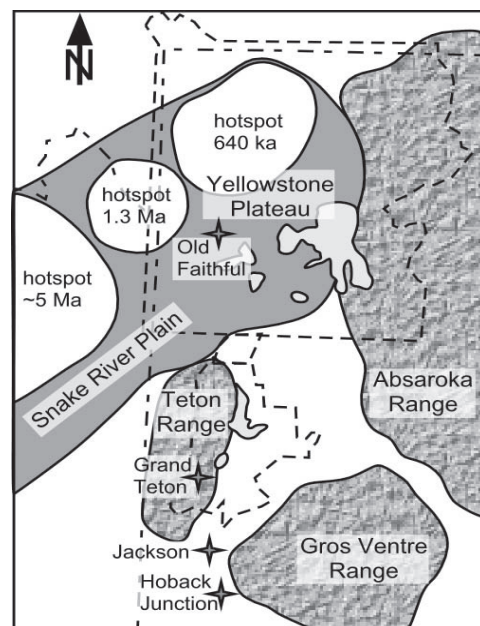 N
hotspot
640 ka
hotspot
1.3 Ma
Yellowstone
Plateau
Old
Faithful
hotspot
~5 Ma
Snake River Plain
Absaroka
Range
Teton
Range
Grand
Teton
Jackson
Gros Ventre
Range
Hoback
Junction